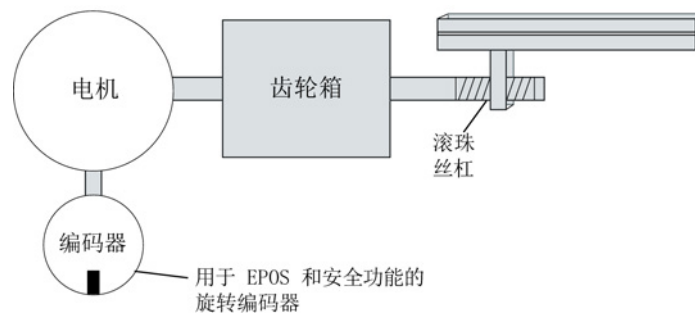 电机
齿轮箱
滚珠
丝杠
编码器
用于 EPOS 和安全功能的
旋转编码器